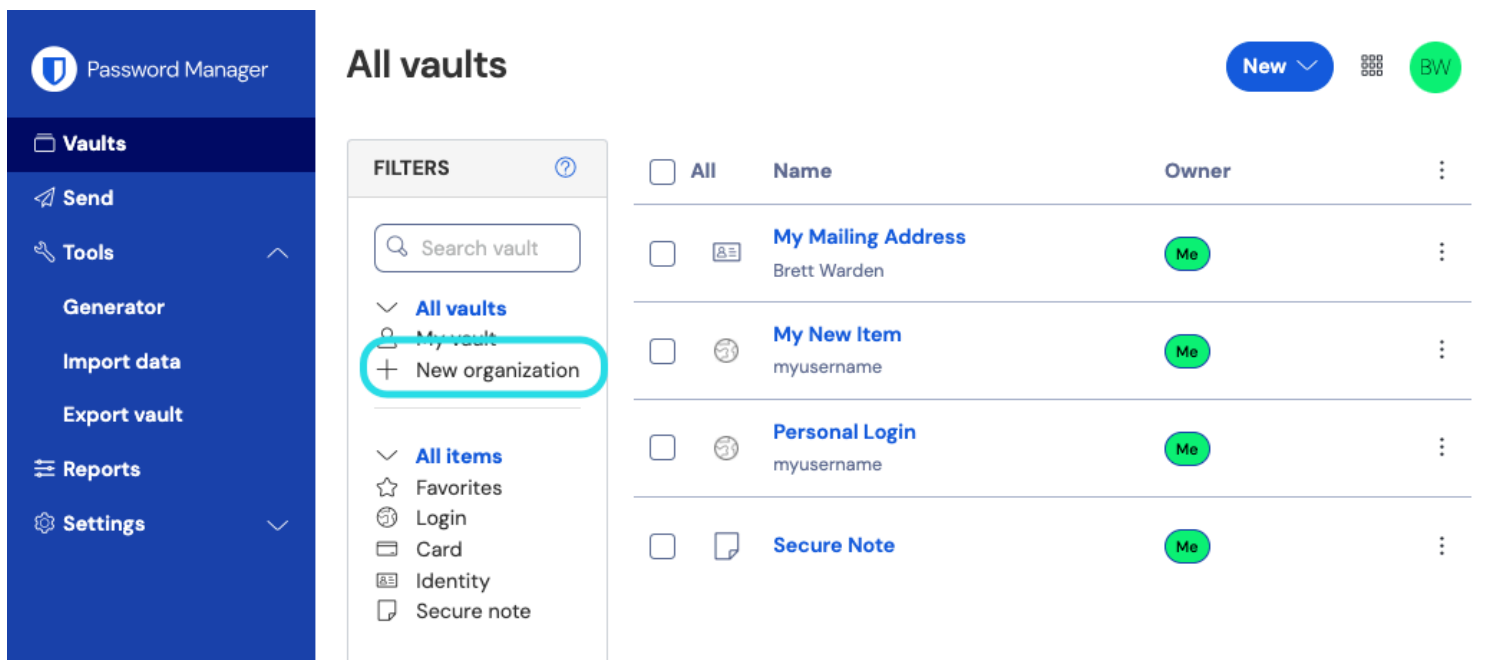 Password Manager
Vaults
Send
Tools
Generator
Import data
Export vault
Reports
Settings
All vaults
New
BW
FILTERS
Search vault
All vaults
My vault
New organization
All items
Favorites
Login
Card
Identity
Secure note
All Name Owner
My Mailing Address
Brett Warden
Me
My New Item
myusername
Me
Personal Login
myusername
Me
Secure Note
Me